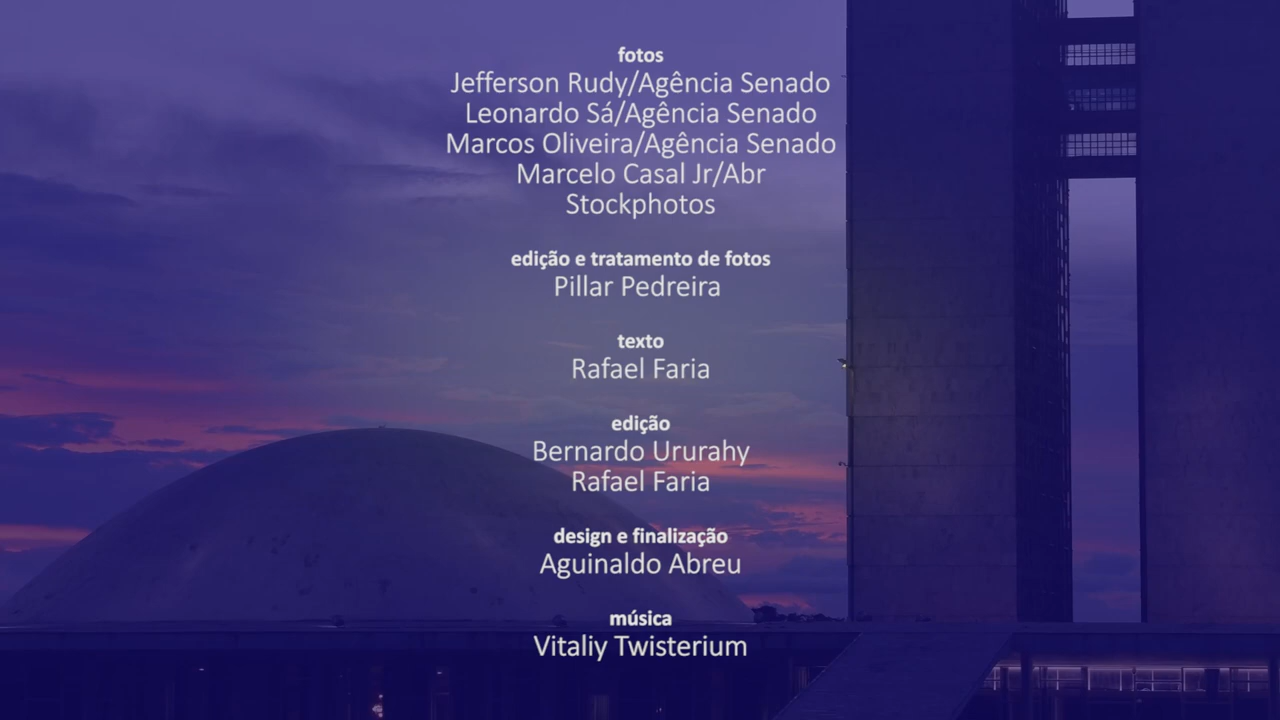 fotos
Jefferson Rudy/Agência Senado
Leonardo Sá/Agência Senado
Marcos Oliveira/Agência Senado
Marcelo Casal Jr/Abr
Stockphotos
edição e tratamento de fotos
Pillar Pedreira
texto
Rafael Faria
edição
Bernardo Ururahy
Rafael Faria
design e finalização
Aguinaldo Abreu
música
Vitaliy Twisterium